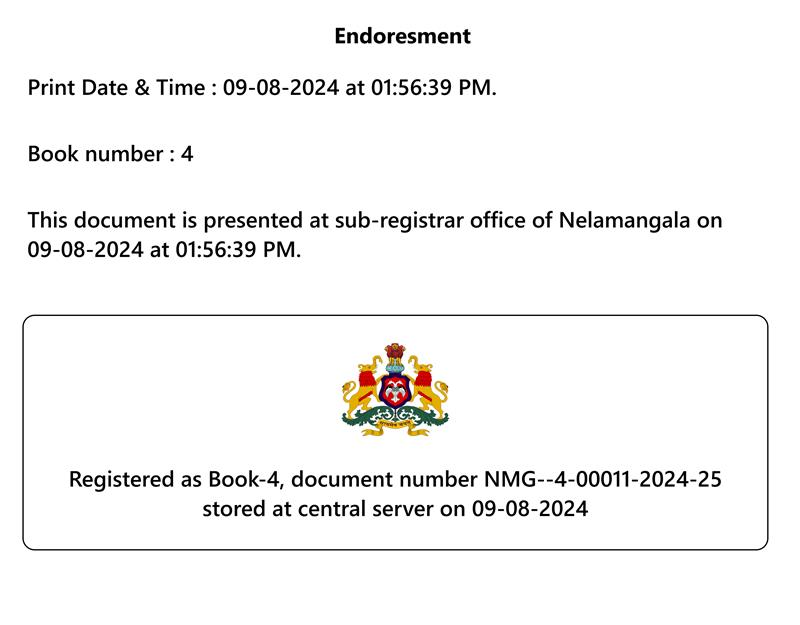 Endoresment
Print Date & Time : 09-08-2024 at 01:56:39 PM.
Book number : 4
This document is presented at sub-registrar office of Nelamangala on
09-08-2024 at 01:56:39 PM.
Registered as Book-4, document number NMG--4-00011-2024-25
stored at central server on 09-08-2024